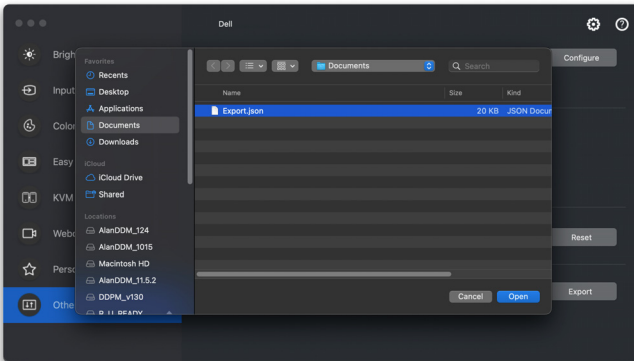 Dell
Brigh
Input
Color
Easy
KVM
Webc
Perso
Othe
Configure
Reset
Export
Favorites
Recents
Desktop
Applications
Documents
Downloads
iCloud
iCloud Drive
Shared
Locations
AlanDDM_124
AlanDDM_1015
Macintosh HD
AlanDDM_11.5.2
DDPM_v130
Documents
Search
Name Size Kind
Export.json 20 KB JSON Docur
Cancel Open